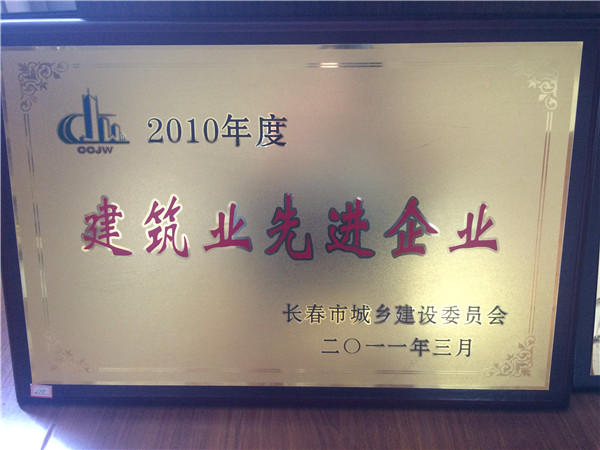 CCJW
2010年度
建筑业先进企业
长春市城乡建设委员会
二〇一一年三月